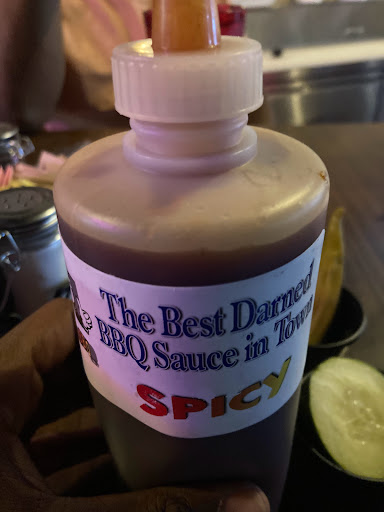 The Best Darned
BBQ Sauce in Town
SPICY